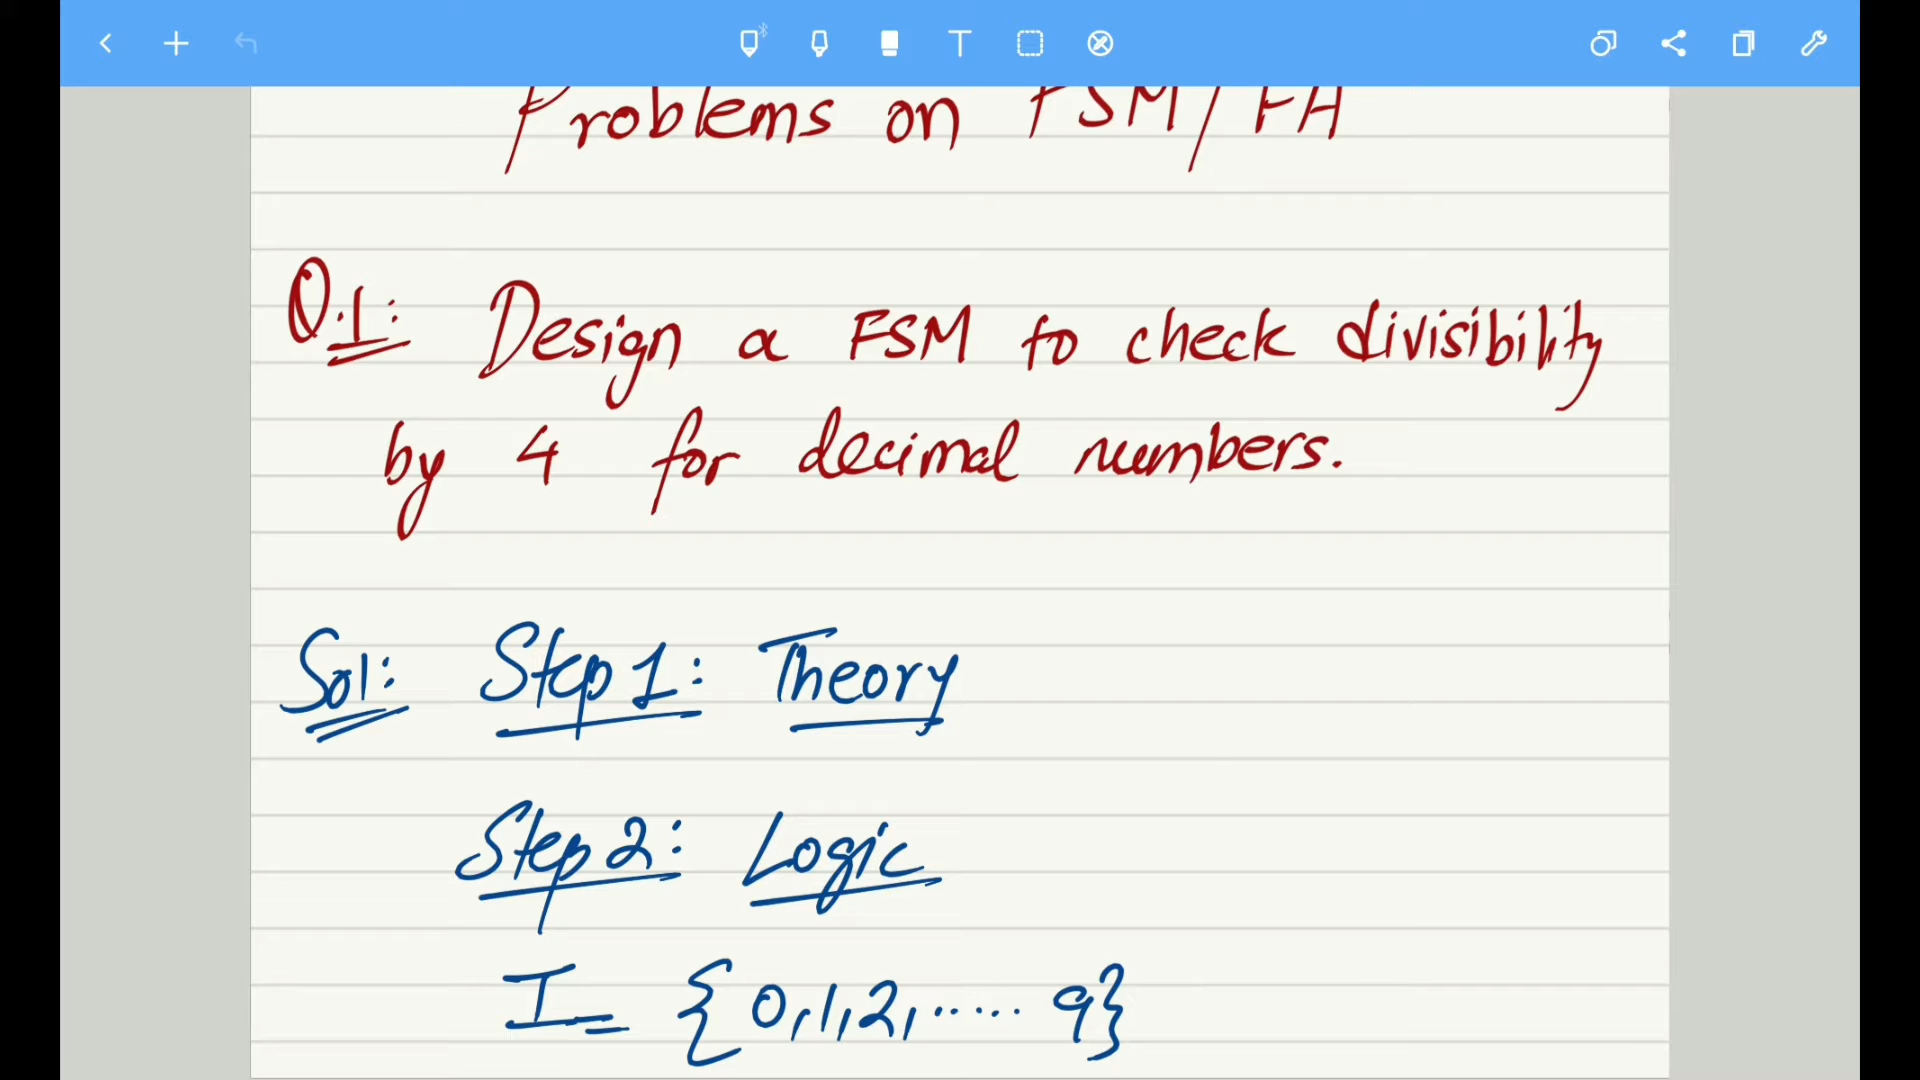 Problems on FSM/FA
Q.1: Design a FSM to check divisibility
by 4 for decimal numbers.
Sol: Step 1: Theory
Step 2: Logic
I = {0,1,2,..... 9}